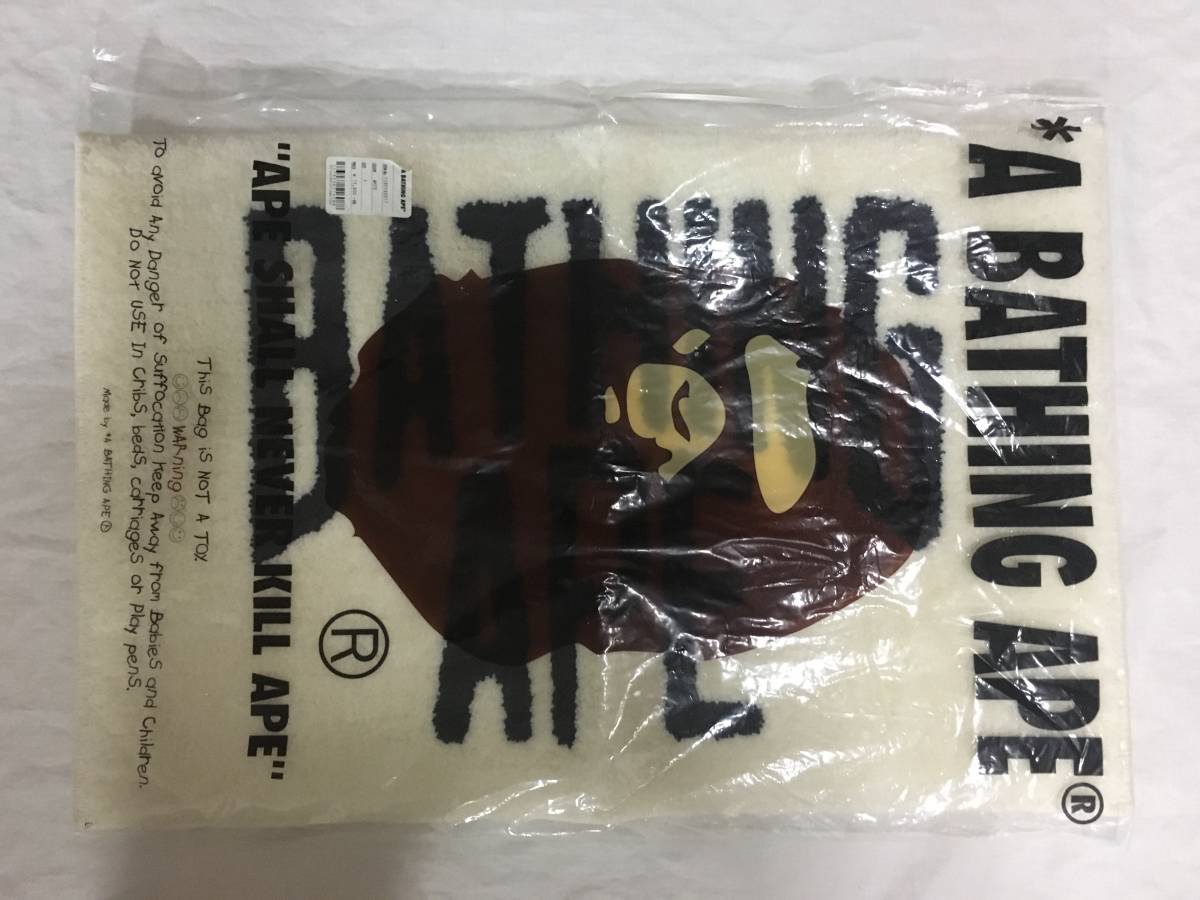 *A BATHING APE®
BATHING
APE
®
"APE SHALL NEVER KILL APE"
A BATHING APE®
This Bag is NOT A TOY.
WARning
To avoid Any Danger of Suffocation Keep Away from Babies and Children.
Do NOT USE In Cribs, beds, carriages or Play pens.
Made by *A BATHING APE®